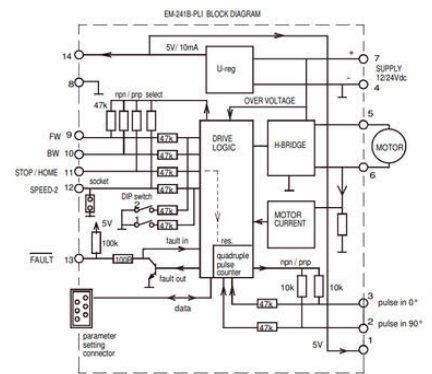 EM-241B-PLI BLOCK DIAGRAM
14
5V/ 10mA
U-reg
+
7
SUPPLY
12/24Vdc
8
-
4
npn / pnp select
47k
OVER VOLTAGE
5
FW
9
47k
DRIVE
LOGIC
H-BRIDGE
MOTOR
BW
10
47k
STOP / HOME
11
47k
6
SPEED-2
12
47k
socket
DIP switch
2
47k
1
47k
MOTOR
CURRENT
5V
100k
fault in
res.
FAULT
13
100R
quadruple
pulse
counter
npn / pnp
fault out
10k
10k
data
47k
3
pulse in 0°
47k
2
pulse in 90°
parameter
setting
connector
5V
1